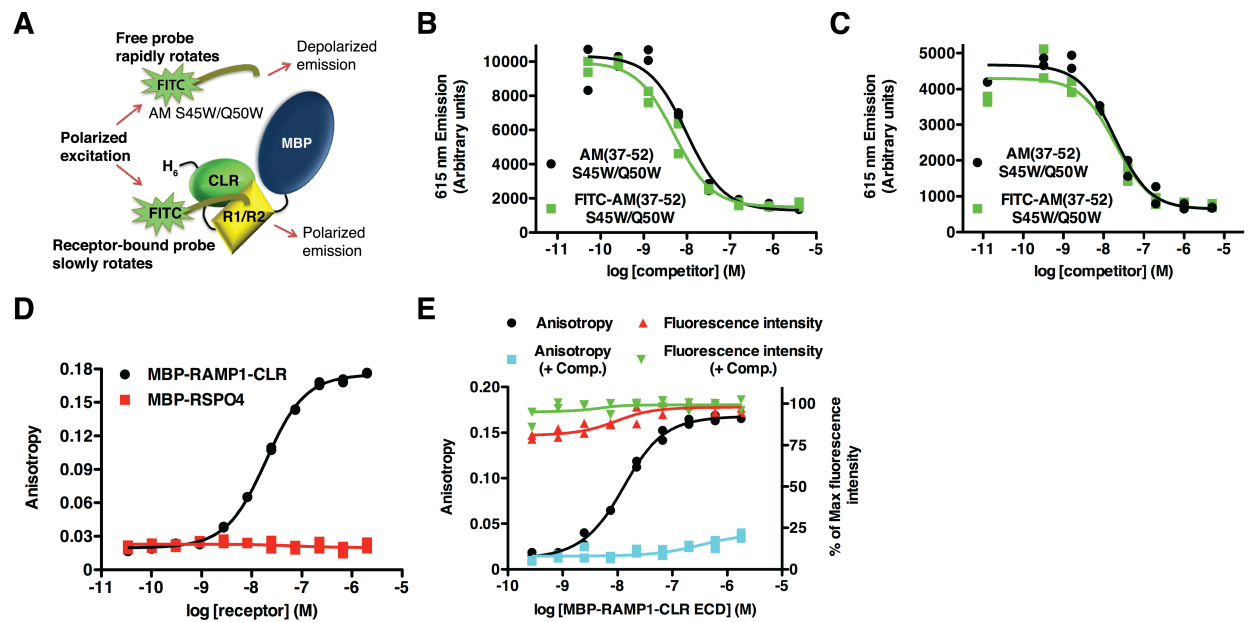 A
Free probe
rapidly rotates
Depolarized
emission
FITC
AM S45W/Q50W
Polarized
excitation
MBP
H6
CLR
FITC
R1/R2
Receptor-bound probe
slowly rotates
Polarized
emission
B
615 nm Emission
(Arbitrary units)
10000
8000
6000
4000
2000
0
AM(37-52)
S45W/Q50W
FITC-AM(37-52)
S45W/Q50W
-11 -10 -9 -8 -7 -6 -5
log [competitor] (M)
C
615 nm Emission
(Arbitrary units)
5000
4000
3000
2000
1000
0
AM(37-52)
S45W/Q50W
FITC-AM(37-52)
S45W/Q50W
-11 -10 -9 -8 -7 -6 -5
log [competitor] (M)
D
Anisotropy
0.18
0.15
0.12
0.09
0.06
0.03
0
MBP-RAMP1-CLR
MBP-RSPO4
-11 -10 -9 -8 -7 -6 -5
log [receptor] (M)
E
Anisotropy
Fluorescence intensity
Anisotropy
(+ Comp.)
Fluorescence intensity
(+ Comp.)
Anisotropy
0.20
0.15
0.10
0.05
0
100
75
50
25
0
% of Max fluorescence
intensity
-10 -9 -8 -7 -6 -5
log [MBP-RAMP1-CLR ECD] (M)